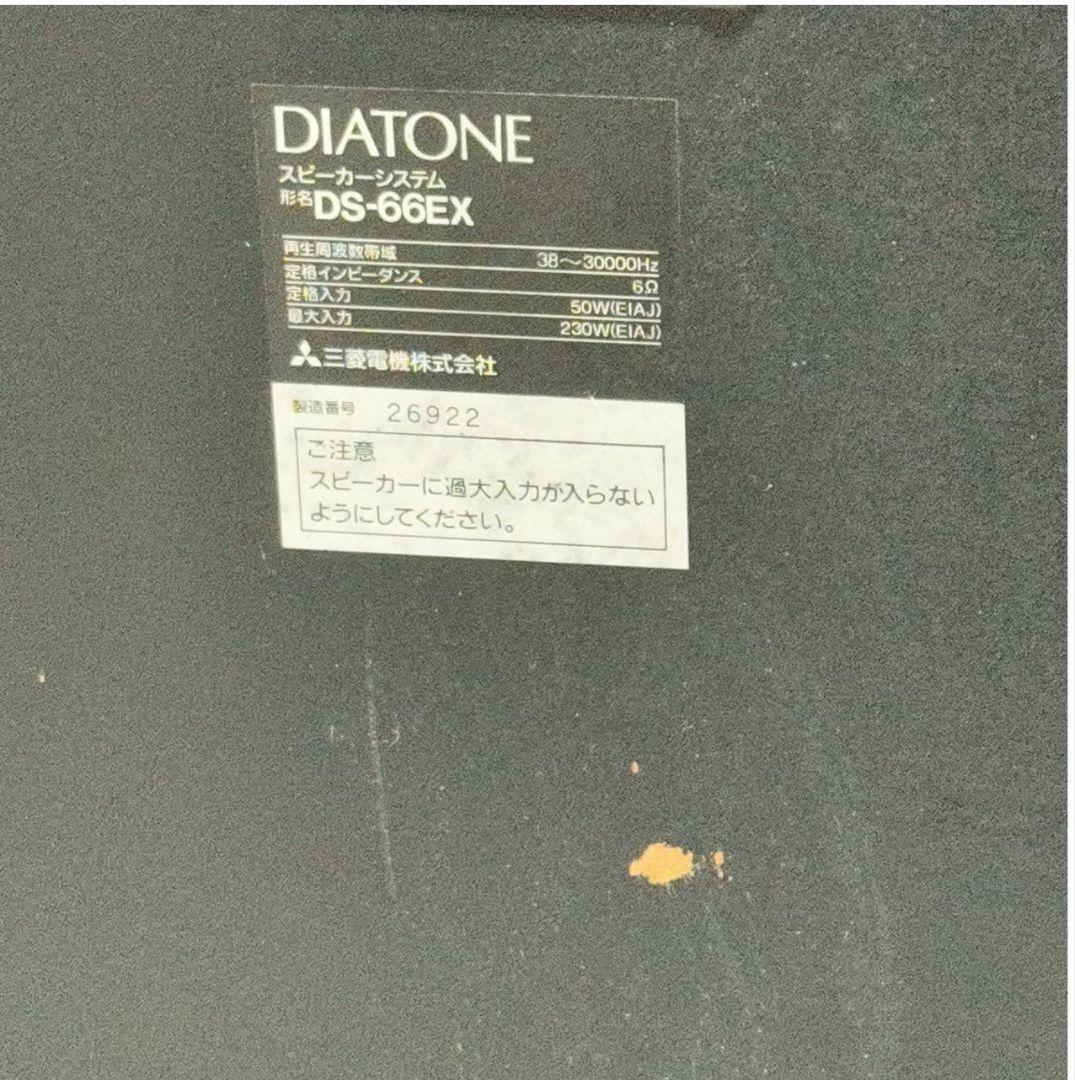 DIATONE
スピーカーシステム
形名DS-66EX
再生周波数帯域 38〜30000Hz
定格インピーダンス 6Ω
定格入力 50W(EIAJ)
最大入力 230W(EIAJ)
三菱電機株式会社
製造番号 26922
ご注意
スピーカーに過大入力が入らない
ようにしてください。